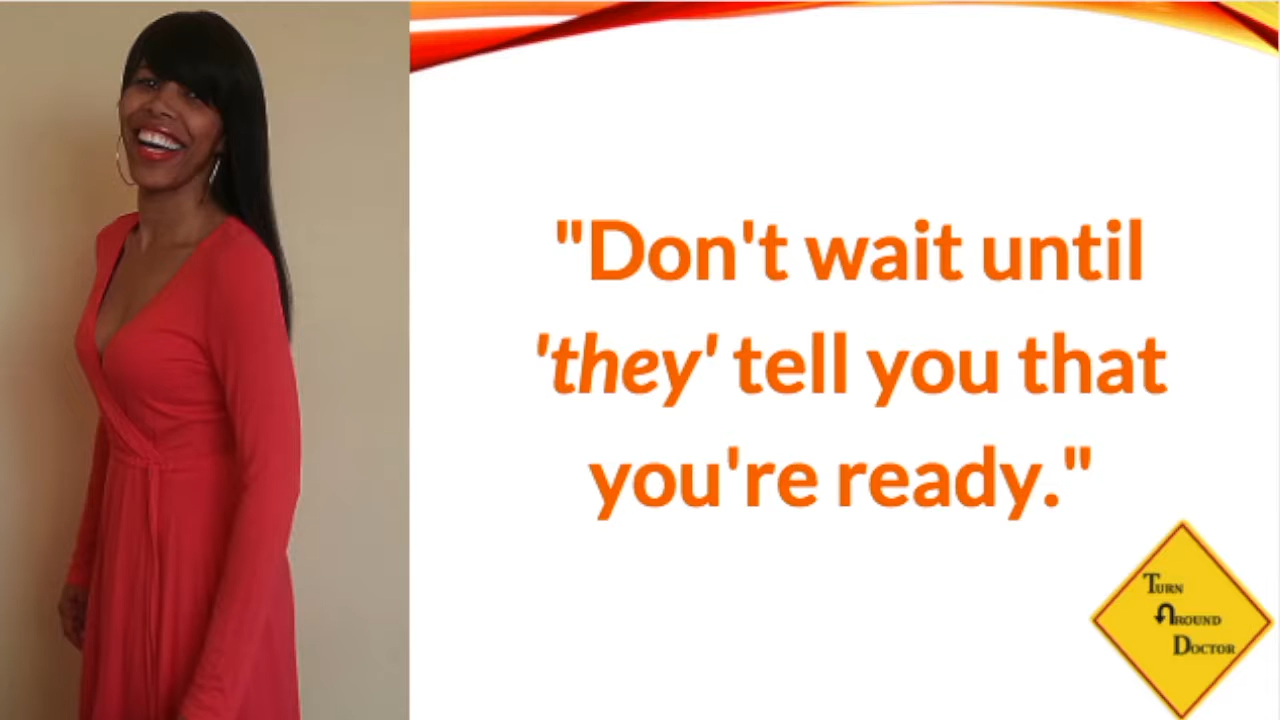 "Don't wait until
'they' tell you that
you're ready."
Turn
Around
Doctor